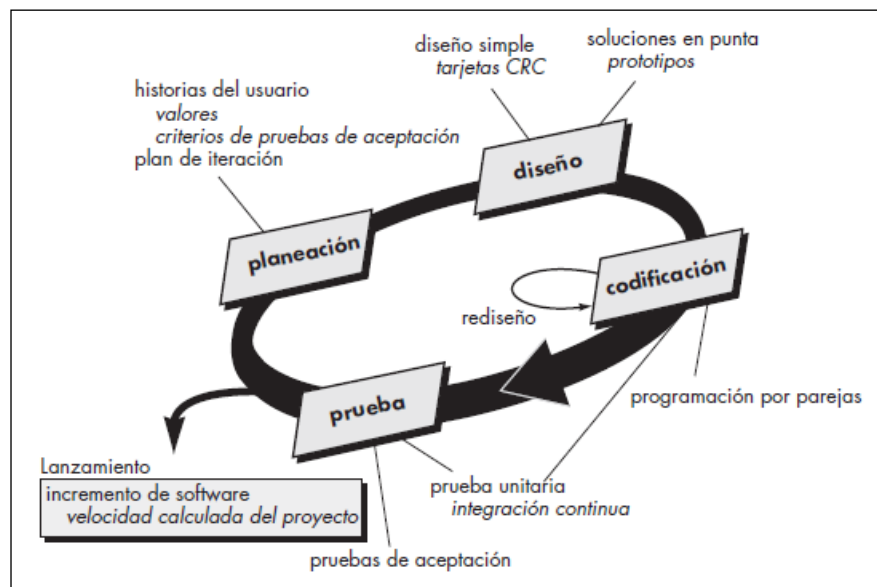 diseño simple
tarjetas CRC
soluciones en punta
prototipos
historias del usuario
valores
criterios de pruebas de aceptación
plan de iteración
diseño
planeación
codificación
rediseño
prueba
programación por parejas
Lanzamiento
incremento de software
velocidad calculada del proyecto
prueba unitaria
integración continua
pruebas de aceptación